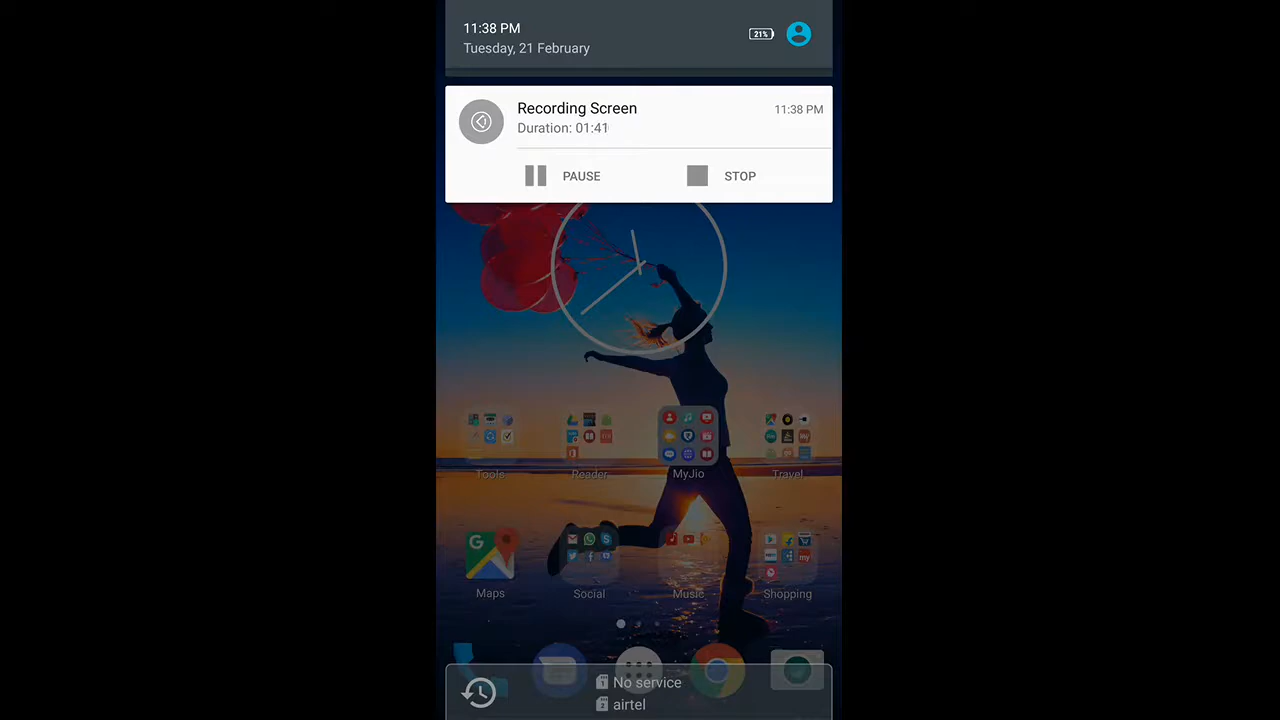 11:38 PM
Tuesday, 21 February
21%
Recording Screen
11:38 PM
Duration: 01:41
PAUSE
STOP
Tools
Reader
MyJio
Travel
Maps
Social
Music
Shopping
No service
airtel